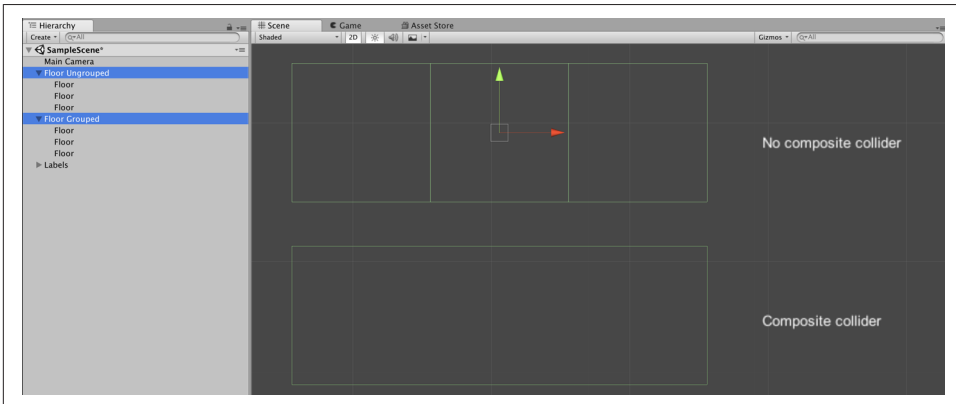 Hierarchy
Create
All
SampleScene*
Main Camera
Floor Ungrouped
Floor
Floor
Floor
Floor Grouped
Floor
Floor
Floor
Labels
Scene
Game
Asset Store
Shaded
2D
Gizmos
All
No composite collider
Composite collider